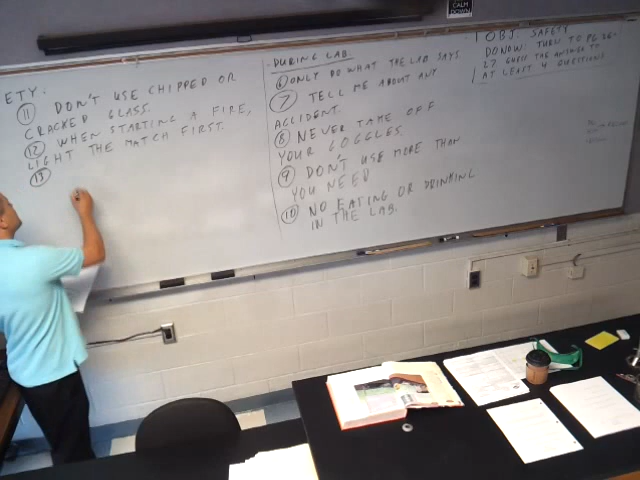 CALM
DOWN
ETY:
11 DON'T USE CHIPPED OR
CRACKED GLASS.
12 WHEN STARTING A FIRE,
LIGHT THE MATCH FIRST.
13
DURING LAB
6 ONLY DO WHAT THE LAB SAYS
7 TELL ME ABOUT ANY
ACCIDENT.
8 NEVER TAKE OFF
YOUR GOGGLES.
9 DON'T USE MORE THAN
YOU NEED
10 NO EATING OR DRINKING
IN THE LAB.
OBJ: SAFETY
DONOW: TURN TO PG 26-
27 GUESS THE ANSWER TO
AT LEAST 4 QUESTIONS